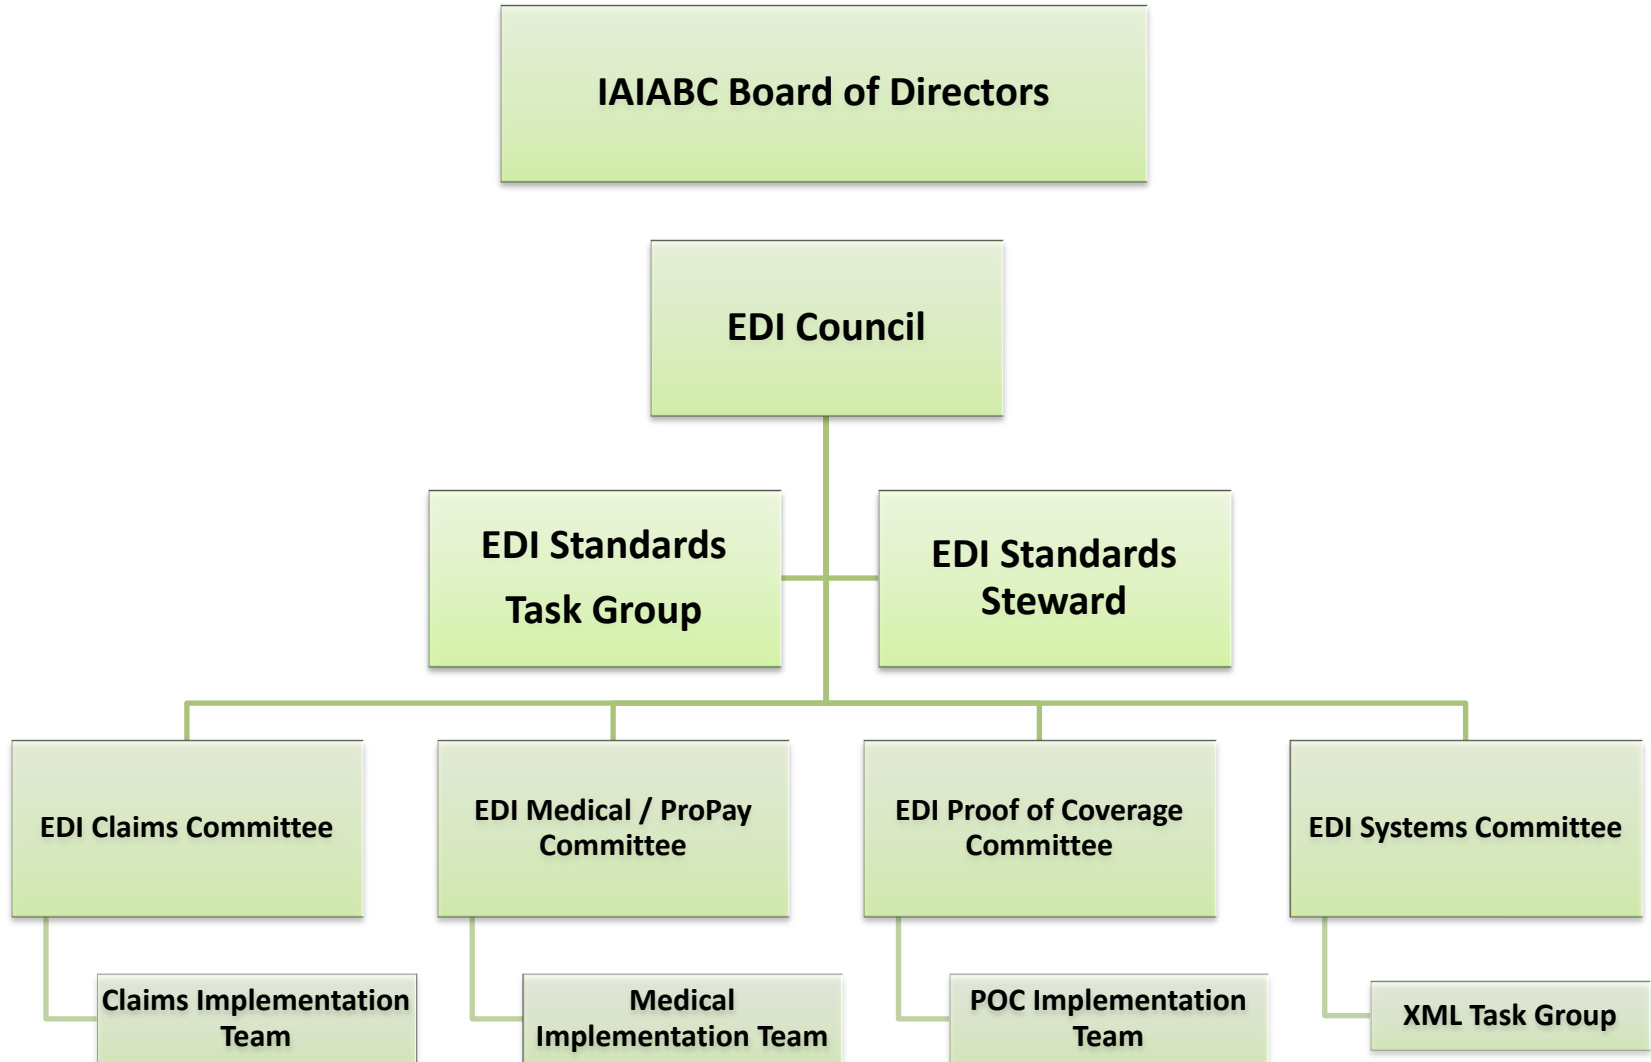 IAIABC Board of Directors
EDI Council
EDI Standards
Task Group
EDI Standards
Steward
EDI Claims Committee
EDI Medical / ProPay
Committee
EDI Proof of Coverage
Committee
EDI Systems Committee
Claims Implementation
Team
Medical
Implementation Team
POC Implementation
Team
XML Task Group